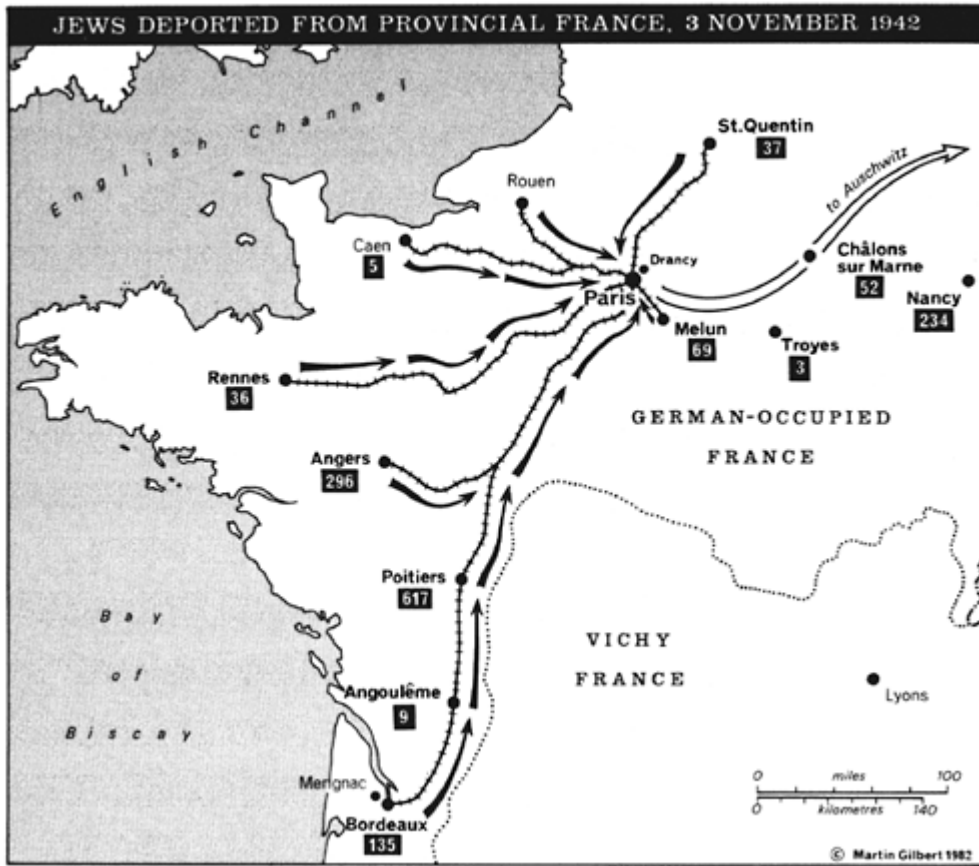 JEWS DEPORTED FROM PROVINCIAL FRANCE, 3 NOVEMBER 1942
English Channel
St. Quentin
37
Rouen
to Auschwitz
Caen
5
Drancy
Paris
Châlons
sur Marne
52
Nancy
234
Melun
69
Troyes
3
Rennes
36
GERMAN-OCCUPIED
FRANCE
Angers
296
Poitiers
617
Bay
of
Biscay
VICHY
FRANCE
Angoulême
9
Lyons
Merignac
Bordeaux
135
0 miles 100
0 kilometres 140
© Martin Gilbert 1982